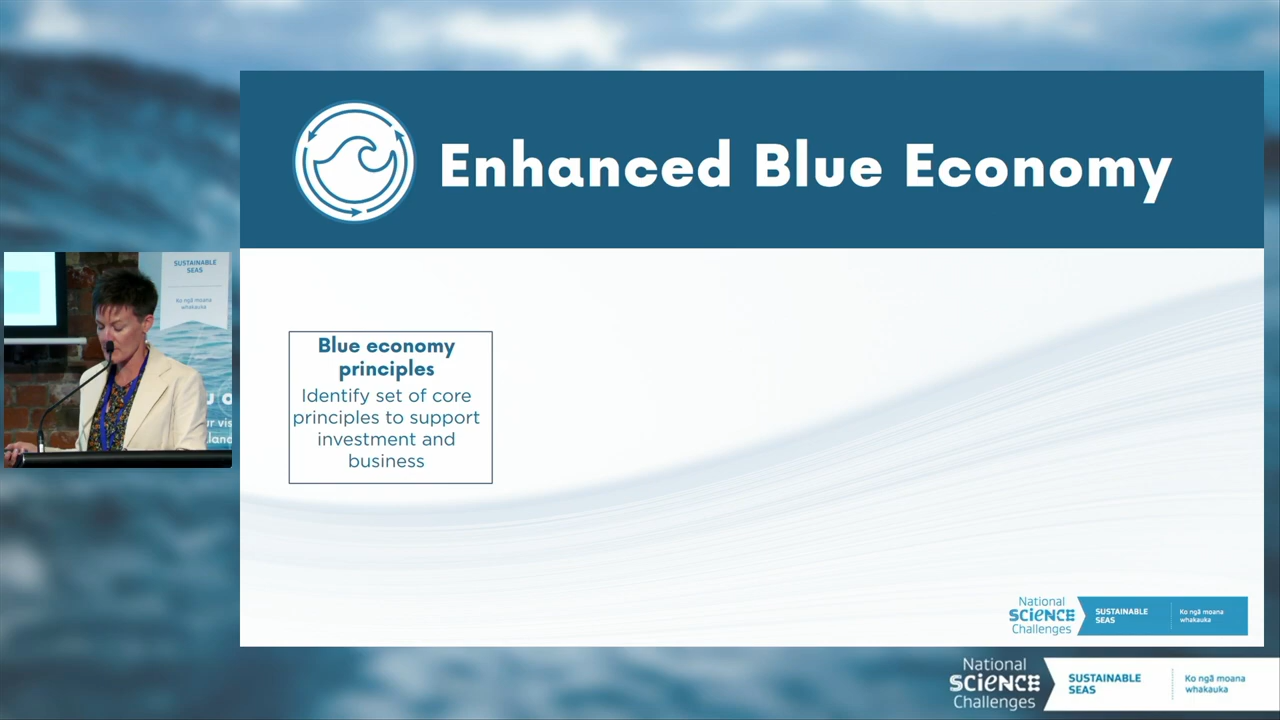 Enhanced Blue Economy
SUSTAINABLE
SEAS
Ko ngā moana
whakauka
Blue economy
principles
Identify set of core
principles to support
investment and
business
National
SCIENCE
Challenges
SUSTAINABLE
SEAS
Ko ngā moana
whakauka
National
SCIENCE
Challenges
SUSTAINABLE
SEAS
Ko ngā moana
whakauka